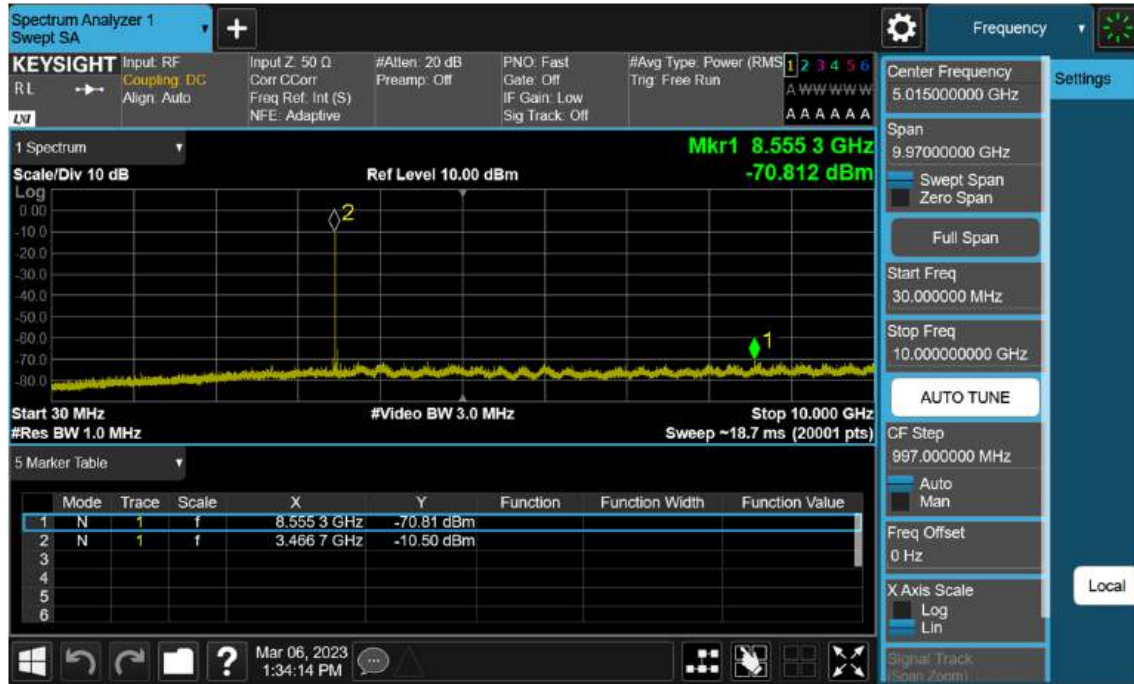 Spectrum Analyzer 1
Swept SA
+
Frequency
KEYSIGHT
RL
LXI
Input: RF
Coupling: DC
Align: Auto
Input Z: 50 Ω
Corr CCorr
Freq Ref: Int (S)
NFE: Adaptive
#Atten: 20 dB
Preamp: Off
PNO: Fast
Gate: Off
IF Gain: Low
Sig Track: Off
#Avg Type: Power (RMS
Trig: Free Run
1 2 3 4 5 6
A W W W W W
A A A A A A
1 Spectrum
Scale/Div 10 dB
Ref Level 10.00 dBm
Mkr1 8.555 3 GHz
-70.812 dBm
Log
0.00
-10.0
-20.0
-30.0
-40.0
-50.0
-60.0
-70.0
-80.0
2
1
Start 30 MHz
#Video BW 3.0 MHz
Stop 10.000 GHz
#Res BW 1.0 MHz
Sweep ~18.7 ms (20001 pts)
5 Marker Table
Mode Trace Scale X Y Function Function Width Function Value
1 N 1 f 8.555 3 GHz -70.81 dBm
2 N 1 f 3.466 7 GHz -10.50 dBm
3
4
5
6
Mar 06, 2023
1:34:14 PM
Center Frequency
5.015000000 GHz
Settings
Span
9.97000000 GHz
Swept Span
Zero Span
Full Span
Start Freq
30.000000 MHz
Stop Freq
10.000000000 GHz
AUTO TUNE
CF Step
997.000000 MHz
Auto
Man
Freq Offset
0 Hz
X Axis Scale
Log
Lin
Local
Signal Track
(Span Zoom)